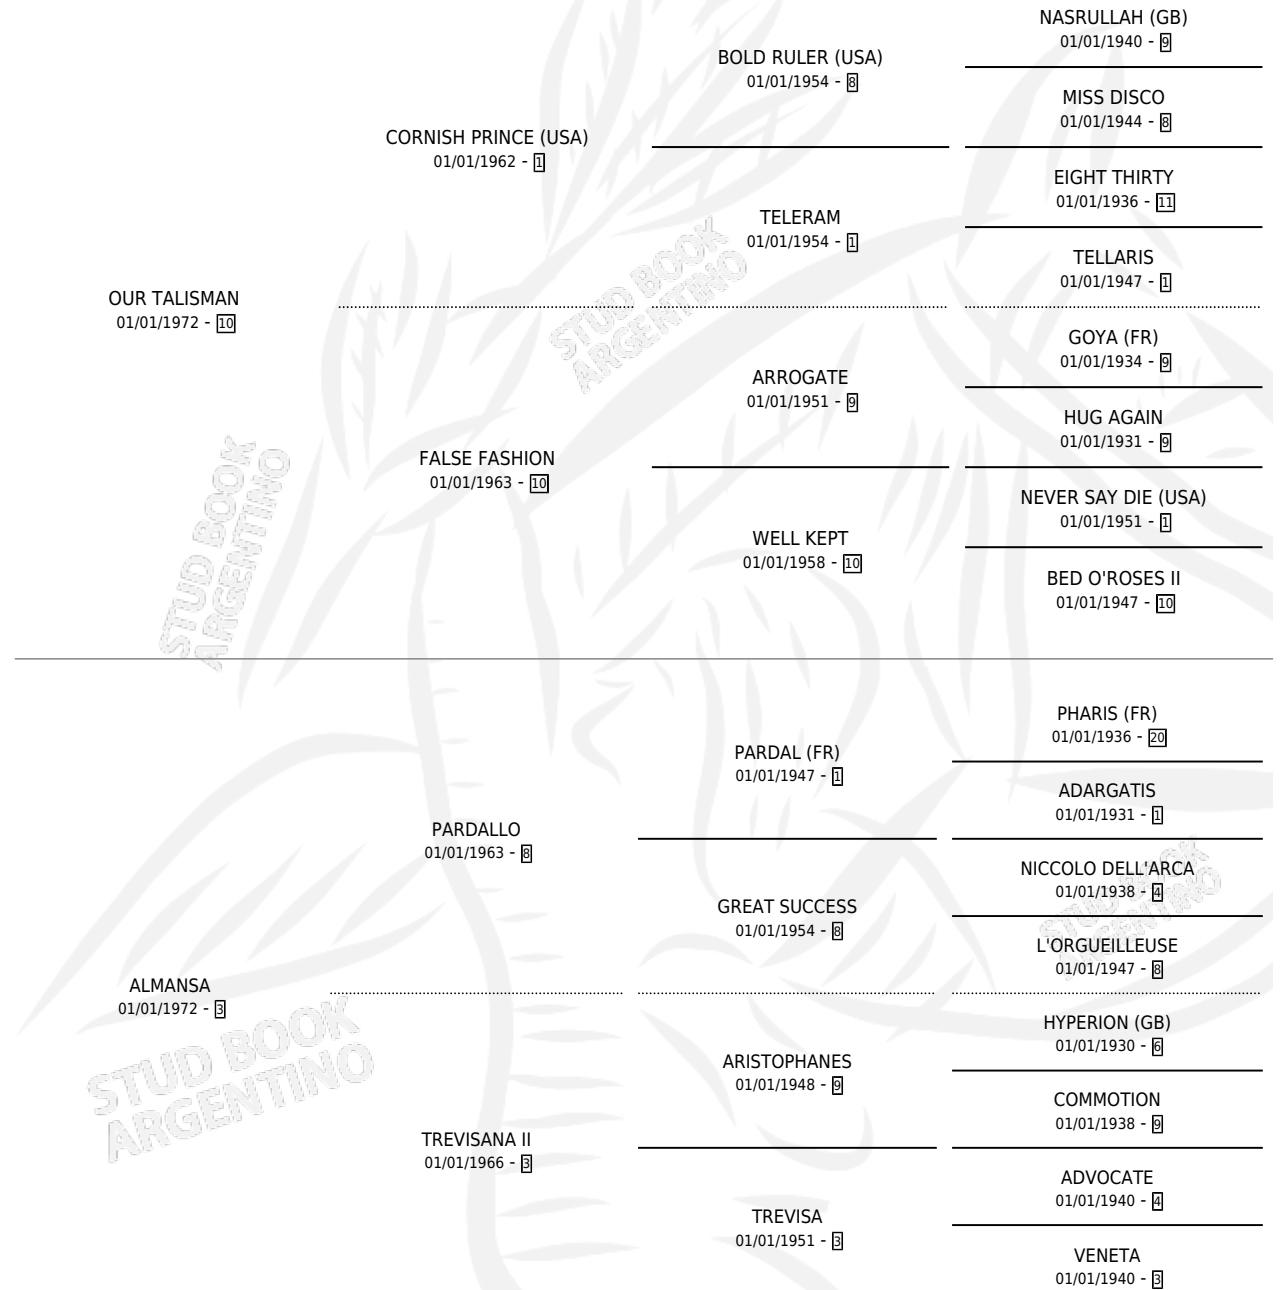 NASRULLAH (GB)
01/01/1940 - 9
BOLD RULER (USA)
01/01/1954 - 8
MISS DISCO
01/01/1944 - 8
CORNISH PRINCE (USA)
01/01/1962 - 1
EIGHT THIRTY
01/01/1936 - 11
TELERAM
01/01/1954 - 1
TELLARIS
01/01/1947 - 1
OUR TALISMAN
01/01/1972 - 10
GOYA (FR)
01/01/1934 - 9
ARROGATE
01/01/1951 - 9
HUG AGAIN
01/01/1931 - 9
FALSE FASHION
01/01/1963 - 10
NEVER SAY DIE (USA)
01/01/1951 - 1
WELL KEPT
01/01/1958 - 10
BED O'ROSES II
01/01/1947 - 10
PHARIS (FR)
01/01/1936 - 20
PARDAL (FR)
01/01/1947 - 1
ADARGATIS
01/01/1931 - 1
PARDALLO
01/01/1963 - 8
NICCOLO DELL'ARCA
01/01/1938 - 4
GREAT SUCCESS
01/01/1954 - 8
L'ORGUEILLEUSE
01/01/1947 - 8
ALMANSA
01/01/1972 - 3
HYPERION (GB)
01/01/1930 - 6
ARISTOPHANES
01/01/1948 - 9
COMMOTION
01/01/1938 - 9
TREVISANA II
01/01/1966 - 3
ADVOCATE
01/01/1940 - 4
TREVISA
01/01/1951 - 3
VENETA
01/01/1940 - 3
STUD BOOK
ARGENTINO
STUD BOOK
ARGENTINO
STUD BOOK
ARGENTINO
STUD BOOK
ARGENTINO